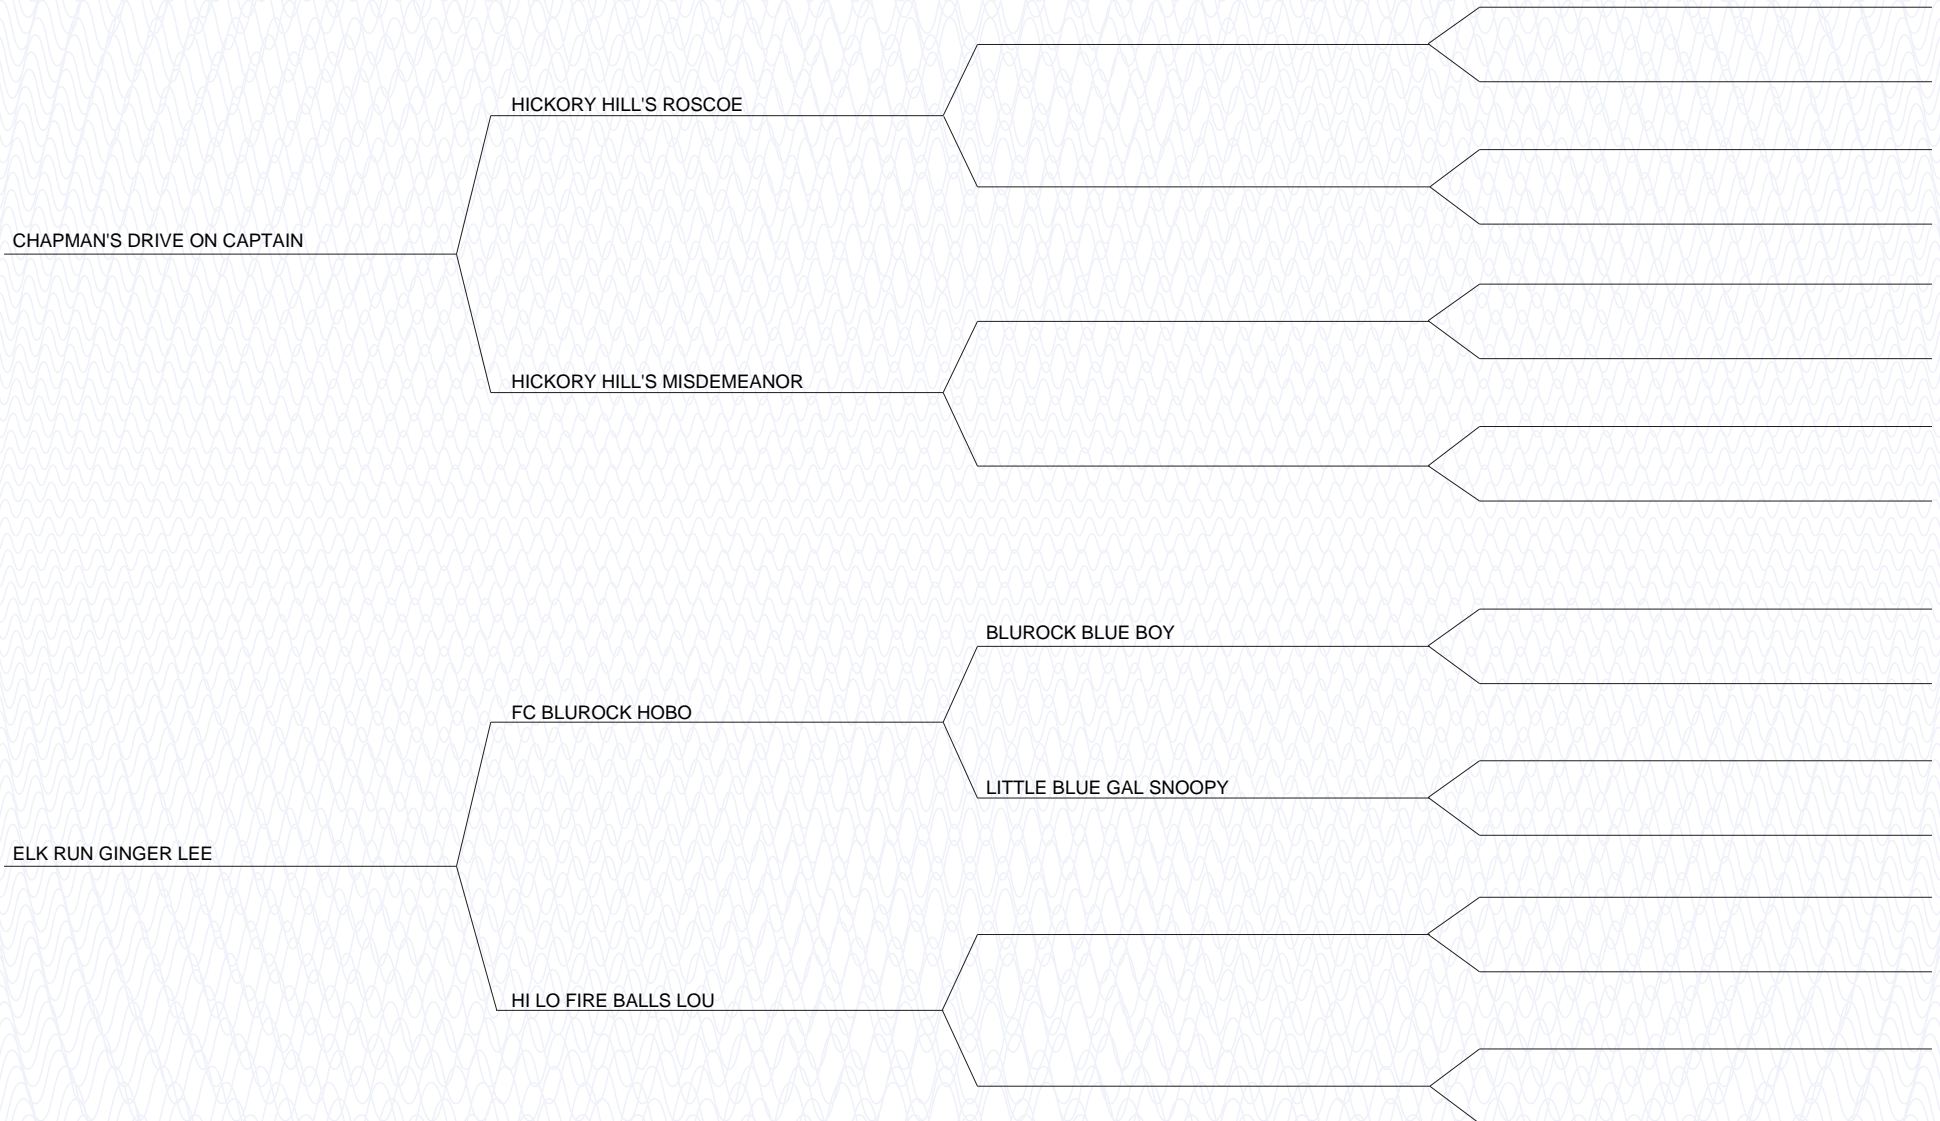 HICKORY HILL'S ROSCOE
CHAPMAN'S DRIVE ON CAPTAIN
HICKORY HILL'S MISDEMEANOR
BLUROCK BLUE BOY
FC BLUROCK HOBO
LITTLE BLUE GAL SNOOPY
ELK RUN GINGER LEE
HI LO FIRE BALLS LOU